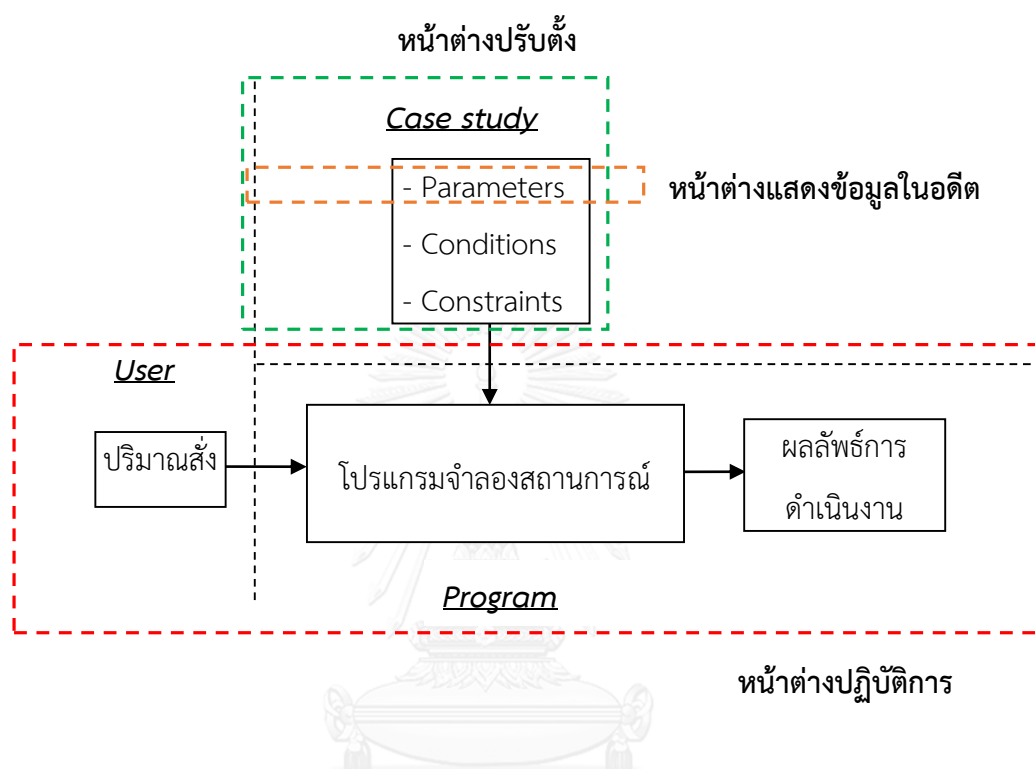 หน้าต่างปรับตั้ง
Case study
- Parameters
หน้าต่างแสดงข้อมูลในอดีต
- Conditions
- Constraints
User
ปริมาณสั่ง
โปรแกรมจำลองสถานการณ์
ผลลัพธ์การ
ดำเนินงาน
Program
หน้าต่างปฏิบัติการ